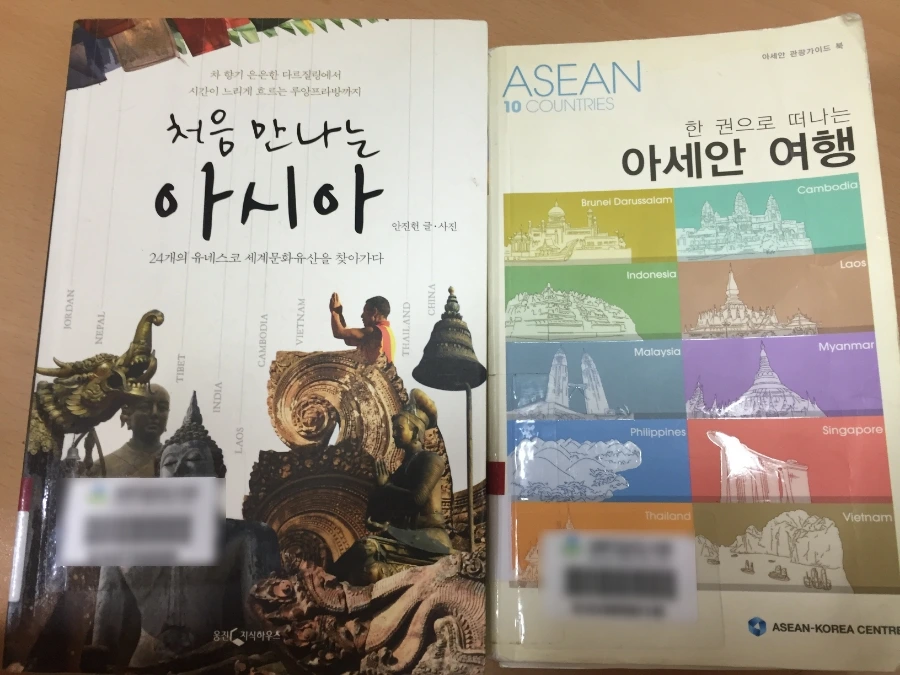 차 향기 은은한 다르질링에서
시간이 느리게 흐르는 루앙프라방까지
처음 만나는
아시아
안진헌 글·사진
24개의 유네스코 세계문화유산을 찾아가다
JORDAN
NEPAL
TIBET
INDIA
LAOS
CAMBODIA
VIETNAM
THAILAND
CHINA
웅진 지식하우스
아세안 관광가이드 북
ASEAN
10 COUNTRIES
한 권으로 떠나는
아세안 여행
Brunei Darussalam
Cambodia
Indonesia
Laos
Malaysia
Myanmar
Philippines
Singapore
Thailand
Vietnam
ASEAN-KOREA CENTRE